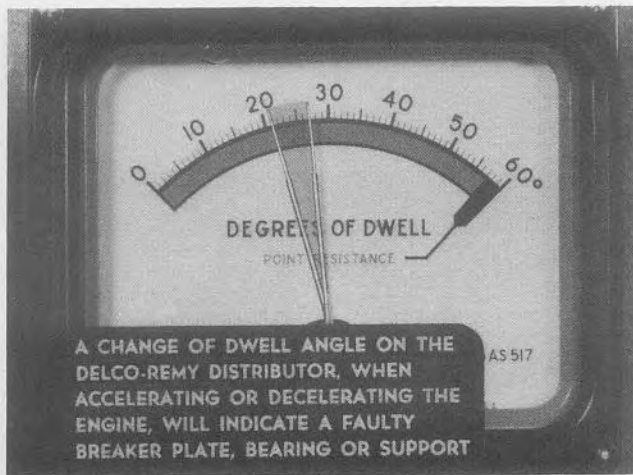 0 10 20 30 40 50 60°
DEGREES OF DWELL
POINT RESISTANCE
AS 517
A CHANGE OF DWELL ANGLE ON THE
DELCO-REMY DISTRIBUTOR, WHEN
ACCELERATING OR DECELERATING THE
ENGINE, WILL INDICATE A FAULTY
BREAKER PLATE, BEARING OR SUPPORT